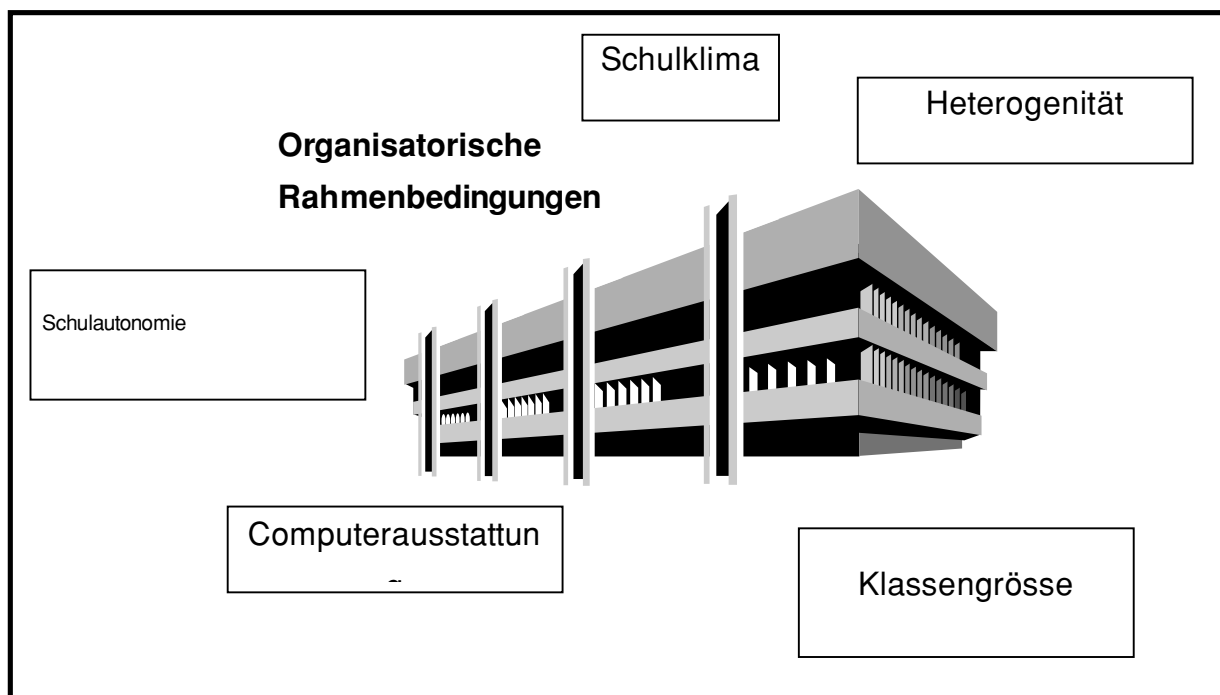 Schulklima
Heterogenität
Organisatorische
Rahmenbedingungen
Schulautonomie
Computerausstattun
Klassengrösse